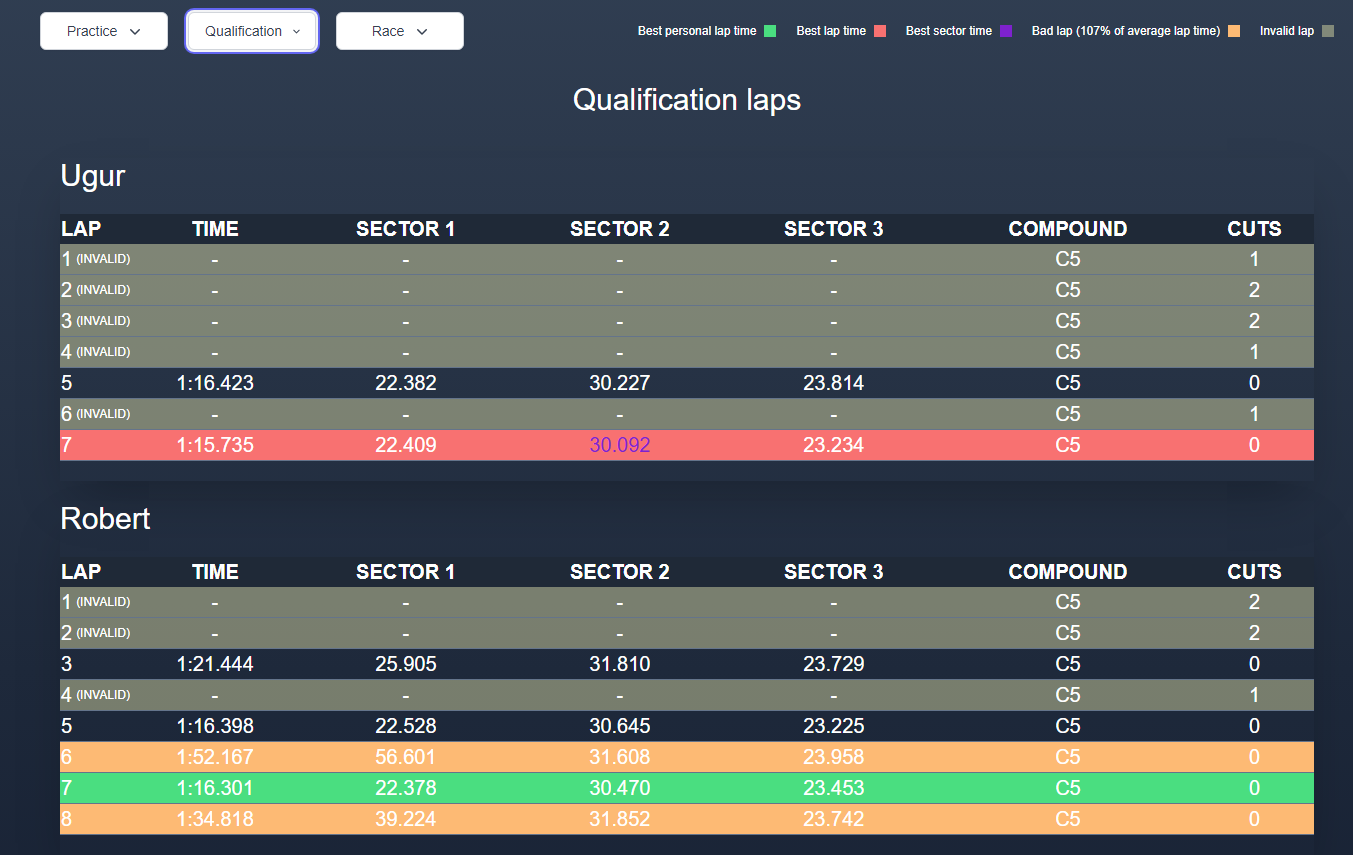 Practice Qualification Race Best personal lap time Best lap time Best sector time Bad lap (107% of average lap time) Invalid lap
Qualification laps
Ugur
LAP TIME SECTOR 1 SECTOR 2 SECTOR 3 COMPOUND CUTS
1 (INVALID) - - - - C5 1
2 (INVALID) - - - - C5 2
3 (INVALID) - - - - C5 2
4 (INVALID) - - - - C5 1
5 1:16.423 22.382 30.227 23.814 C5 0
6 (INVALID) - - - - C5 1
7 1:15.735 22.409 30.092 23.234 C5 0
Robert
LAP TIME SECTOR 1 SECTOR 2 SECTOR 3 COMPOUND CUTS
1 (INVALID) - - - - C5 2
2 (INVALID) - - - - C5 2
3 1:21.444 25.905 31.810 23.729 C5 0
4 (INVALID) - - - - C5 1
5 1:16.398 22.528 30.645 23.225 C5 0
6 1:52.167 56.601 31.608 23.958 C5 0
7 1:16.301 22.378 30.470 23.453 C5 0
8 1:34.818 39.224 31.852 23.742 C5 0